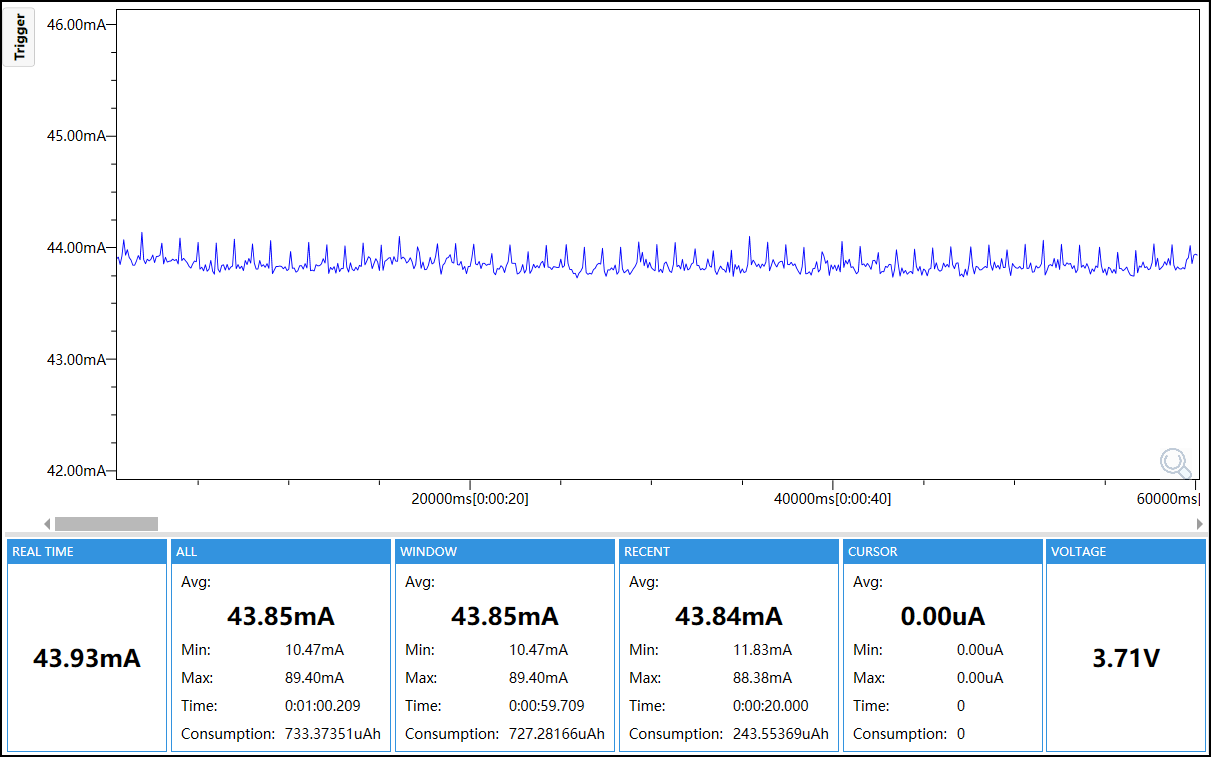 Trigger
46.00mA
45.00mA
44.00mA
43.00mA
42.00mA
20000ms[0:00:20]
40000ms[0:00:40]
60000ms[
REAL TIME
43.93mA
ALL
Avg:
43.85mA
Min: 10.47mA
Max: 89.40mA
Time: 0:01:00.209
Consumption: 733.37351uAh
WINDOW
Avg:
43.85mA
Min: 10.47mA
Max: 89.40mA
Time: 0:00:59.709
Consumption: 727.28166uAh
RECENT
Avg:
43.84mA
Min: 11.83mA
Max: 88.38mA
Time: 0:00:20.000
Consumption: 243.55369uAh
CURSOR
Avg:
0.00uA
Min: 0.00uA
Max: 0.00uA
Time: 0
Consumption: 0
VOLTAGE
3.71V